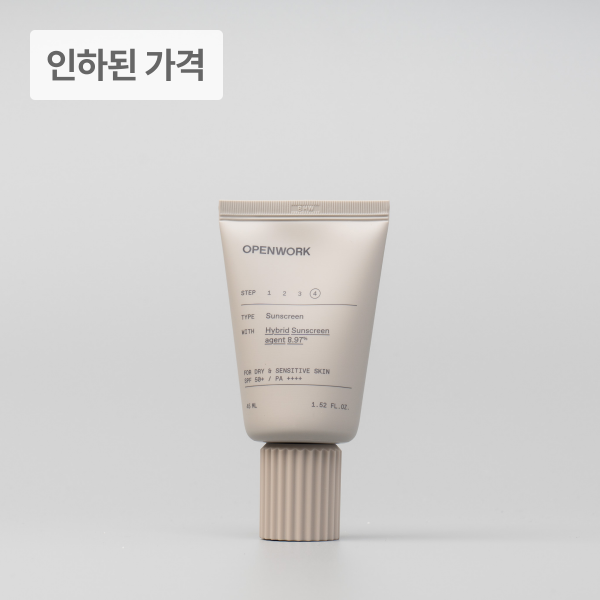 인하된 가격
OPENWORK
STEP 1 2 3 4
TYPE Sunscreen
WITH Hybrid Sunscreen
agent 8.97%
FOR DRY & SENSITIVE SKIN
SPF 50+ / PA ++++
ML 1.52 FL.OZ.